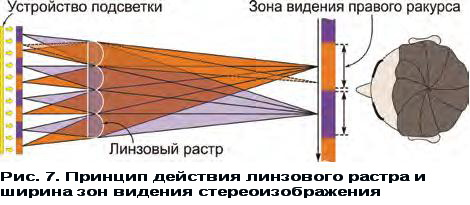 Устройство подсветки
Зона видения правого ракурса
Линзовый растр
Рис. 7. Принцип действия линзового растра и
ширина зон видения стереоизображения